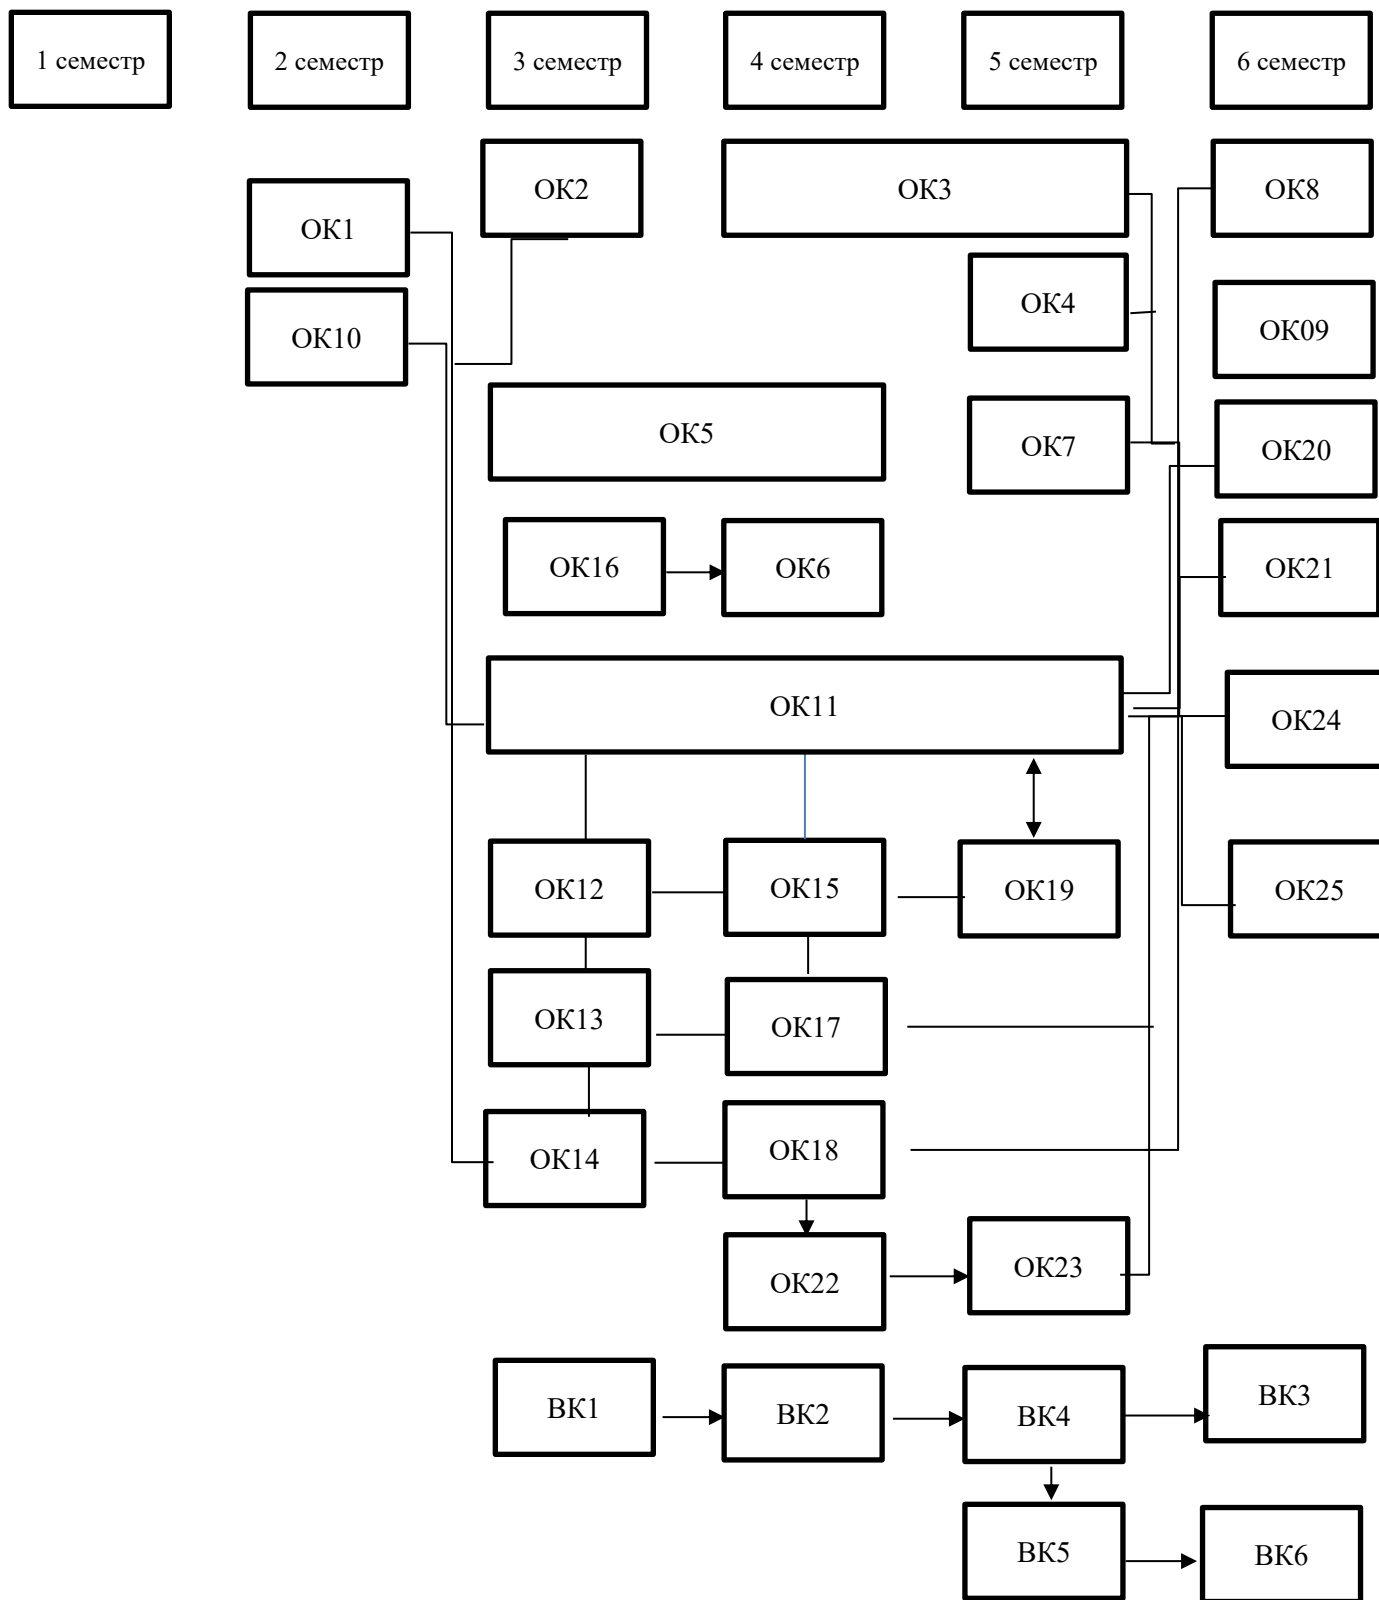 1 семестр
2 семестр
3 семестр
4 семестр
5 семестр
6 семестр
ОК2
ОК3
ОК8
ОК1
ОК4
ОК09
ОК10
ОК5
ОК7
ОК20
ОК16
ОК6
ОК21
ОК11
ОК24
ОК12
ОК15
ОК19
ОК25
ОК13
ОК17
ОК14
ОК18
ОК22
ОК23
ВК1
ВК2
ВК4
ВК3
ВК5
ВК6